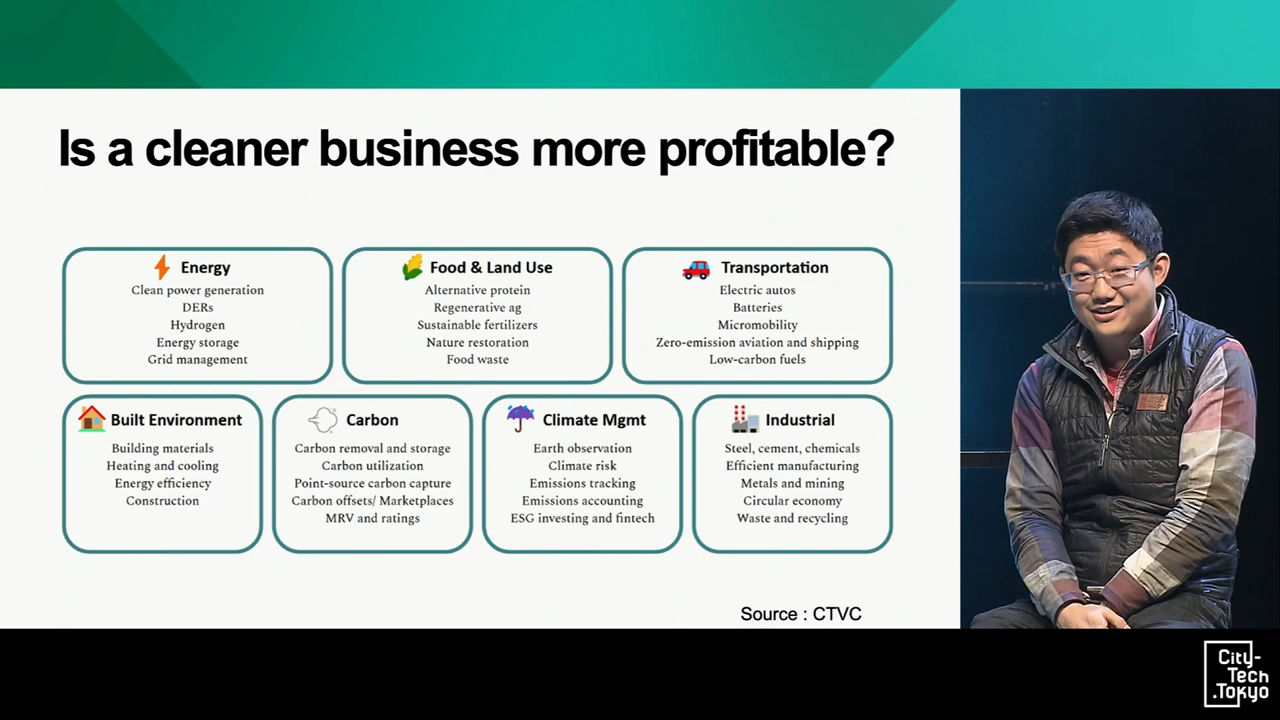 Is a cleaner business more profitable?
Energy
Clean power generation
DERs
Hydrogen
Energy storage
Grid management
Food & Land Use
Alternative protein
Regenerative ag
Sustainable fertilizers
Nature restoration
Food waste
Transportation
Electric autos
Batteries
Micromobility
Zero-emission aviation and shipping
Low-carbon fuels
Built Environment
Building materials
Heating and cooling
Energy efficiency
Construction
Carbon
Carbon removal and storage
Carbon utilization
Point-source carbon capture
Carbon offsets/ Marketplaces
MRV and ratings
Climate Mgmt
Earth observation
Climate risk
Emissions tracking
Emissions accounting
ESG investing and fintech
Industrial
Steel, cement, chemicals
Efficient manufacturing
Metals and mining
Circular economy
Waste and recycling
Source : CTVC
City-
Tech
.Tokyo